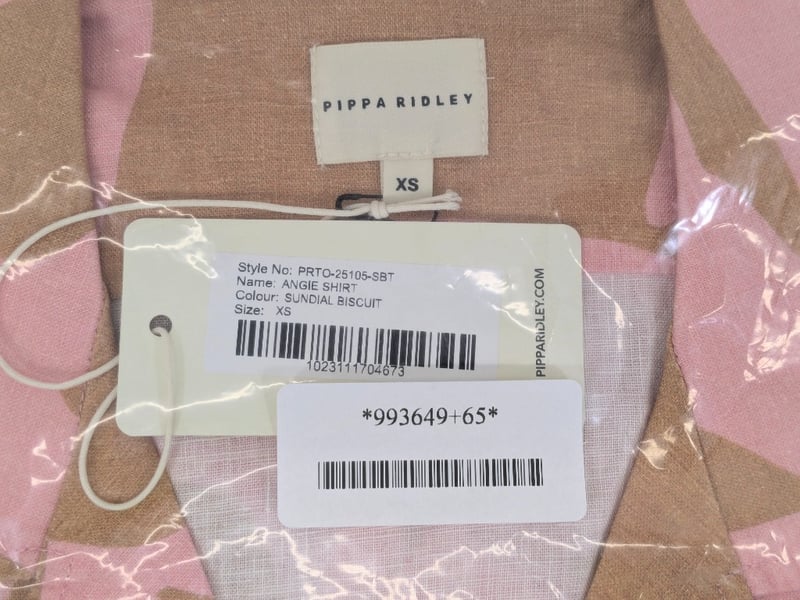 PIPPA RIDLEY
XS
Style No: PRTO-25105-SBT
Name: ANGIE SHIRT
Colour: SUNDIAL BISCUIT
Size: XS
1023111704673
PIPPARIDLEY.COM
*993649+65*